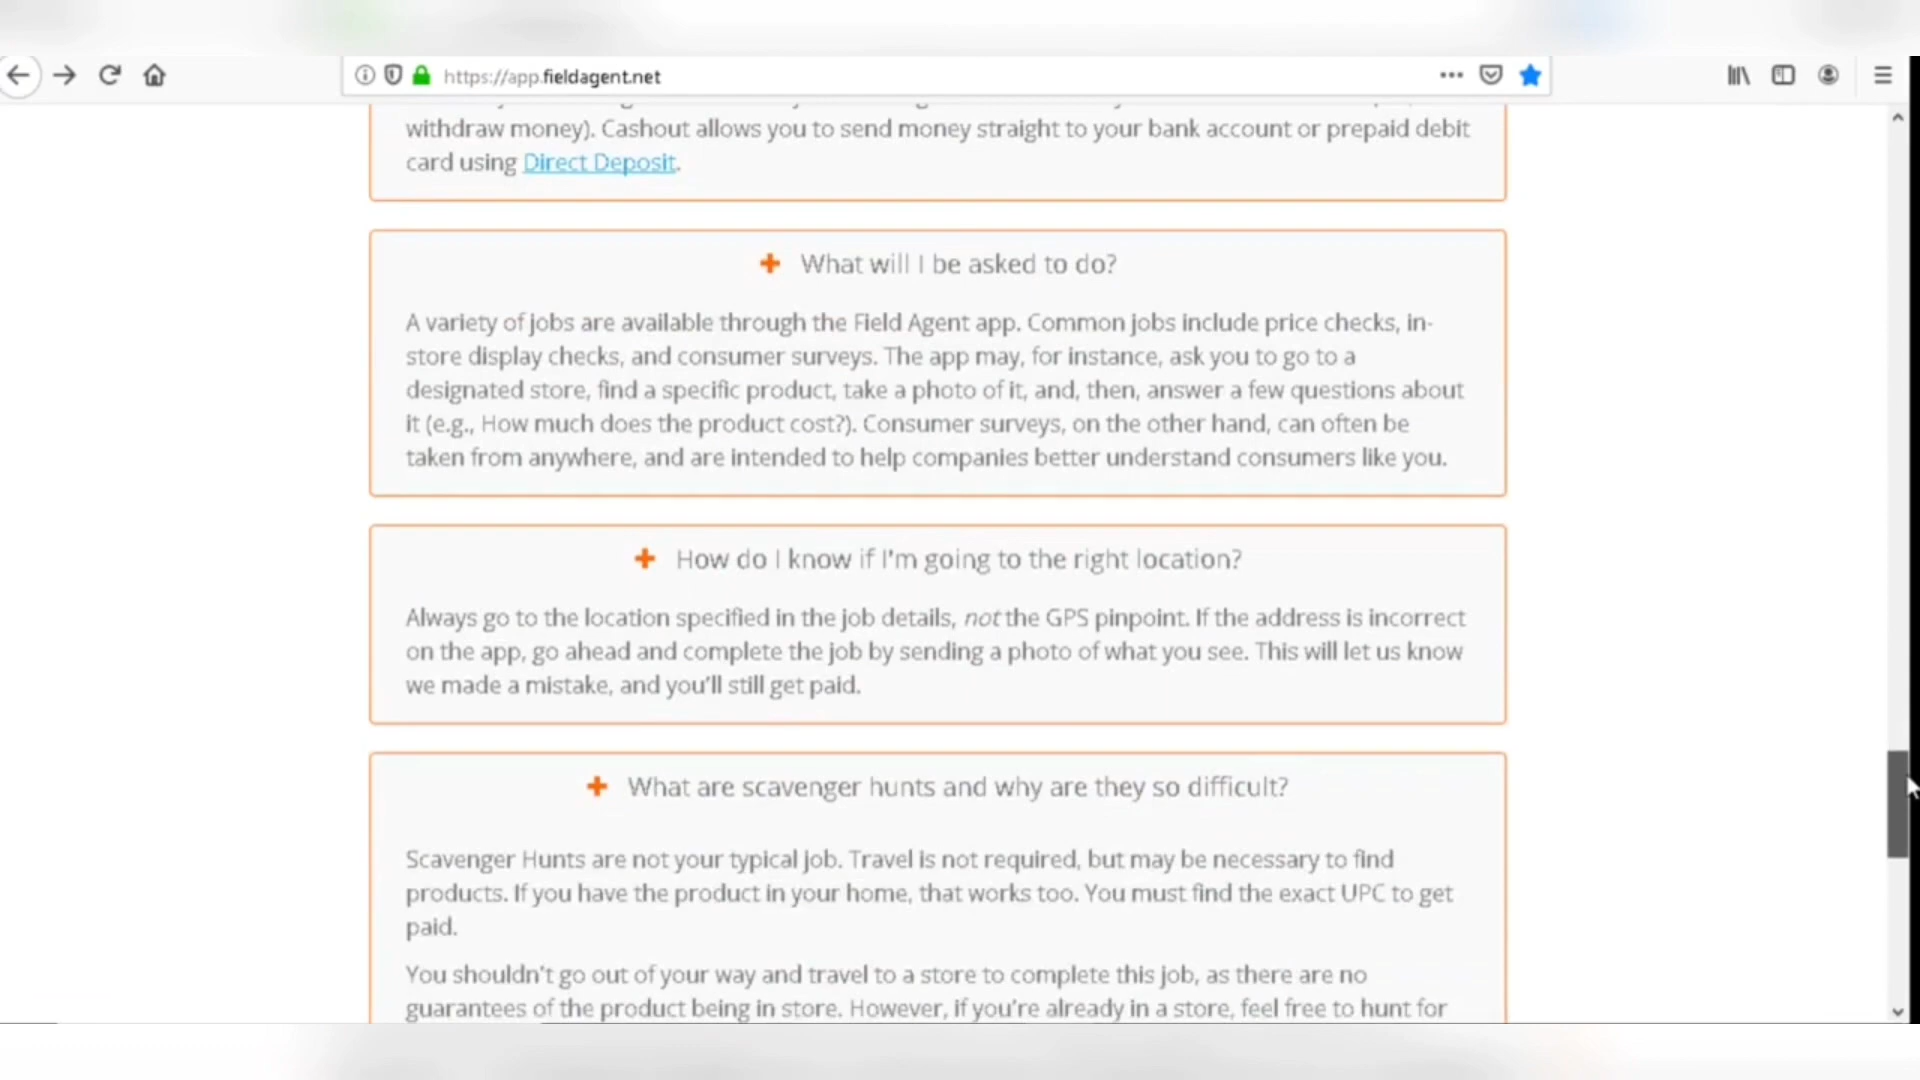 https://app.fieldagent.net
withdraw money). Cashout allows you to send money straight to your bank account or prepaid debit
card using Direct Deposit.
What will I be asked to do?
A variety of jobs are available through the Field Agent app. Common jobs include price checks, in-
store display checks, and consumer surveys. The app may, for instance, ask you to go to a
designated store, find a specific product, take a photo of it, and, then, answer a few questions about
it (e.g., How much does the product cost?). Consumer surveys, on the other hand, can often be
taken from anywhere, and are intended to help companies better understand consumers like you.
How do I know if I'm going to the right location?
Always go to the location specified in the job details, not the GPS pinpoint. If the address is incorrect
on the app, go ahead and complete the job by sending a photo of what you see. This will let us know
we made a mistake, and you'll still get paid.
What are scavenger hunts and why are they so difficult?
Scavenger Hunts are not your typical job. Travel is not required, but may be necessary to find
products. If you have the product in your home, that works too. You must find the exact UPC to get
paid.
You shouldn't go out of your way and travel to a store to complete this job, as there are no
guarantees of the product being in store. However, if you're already in a store, feel free to hunt for